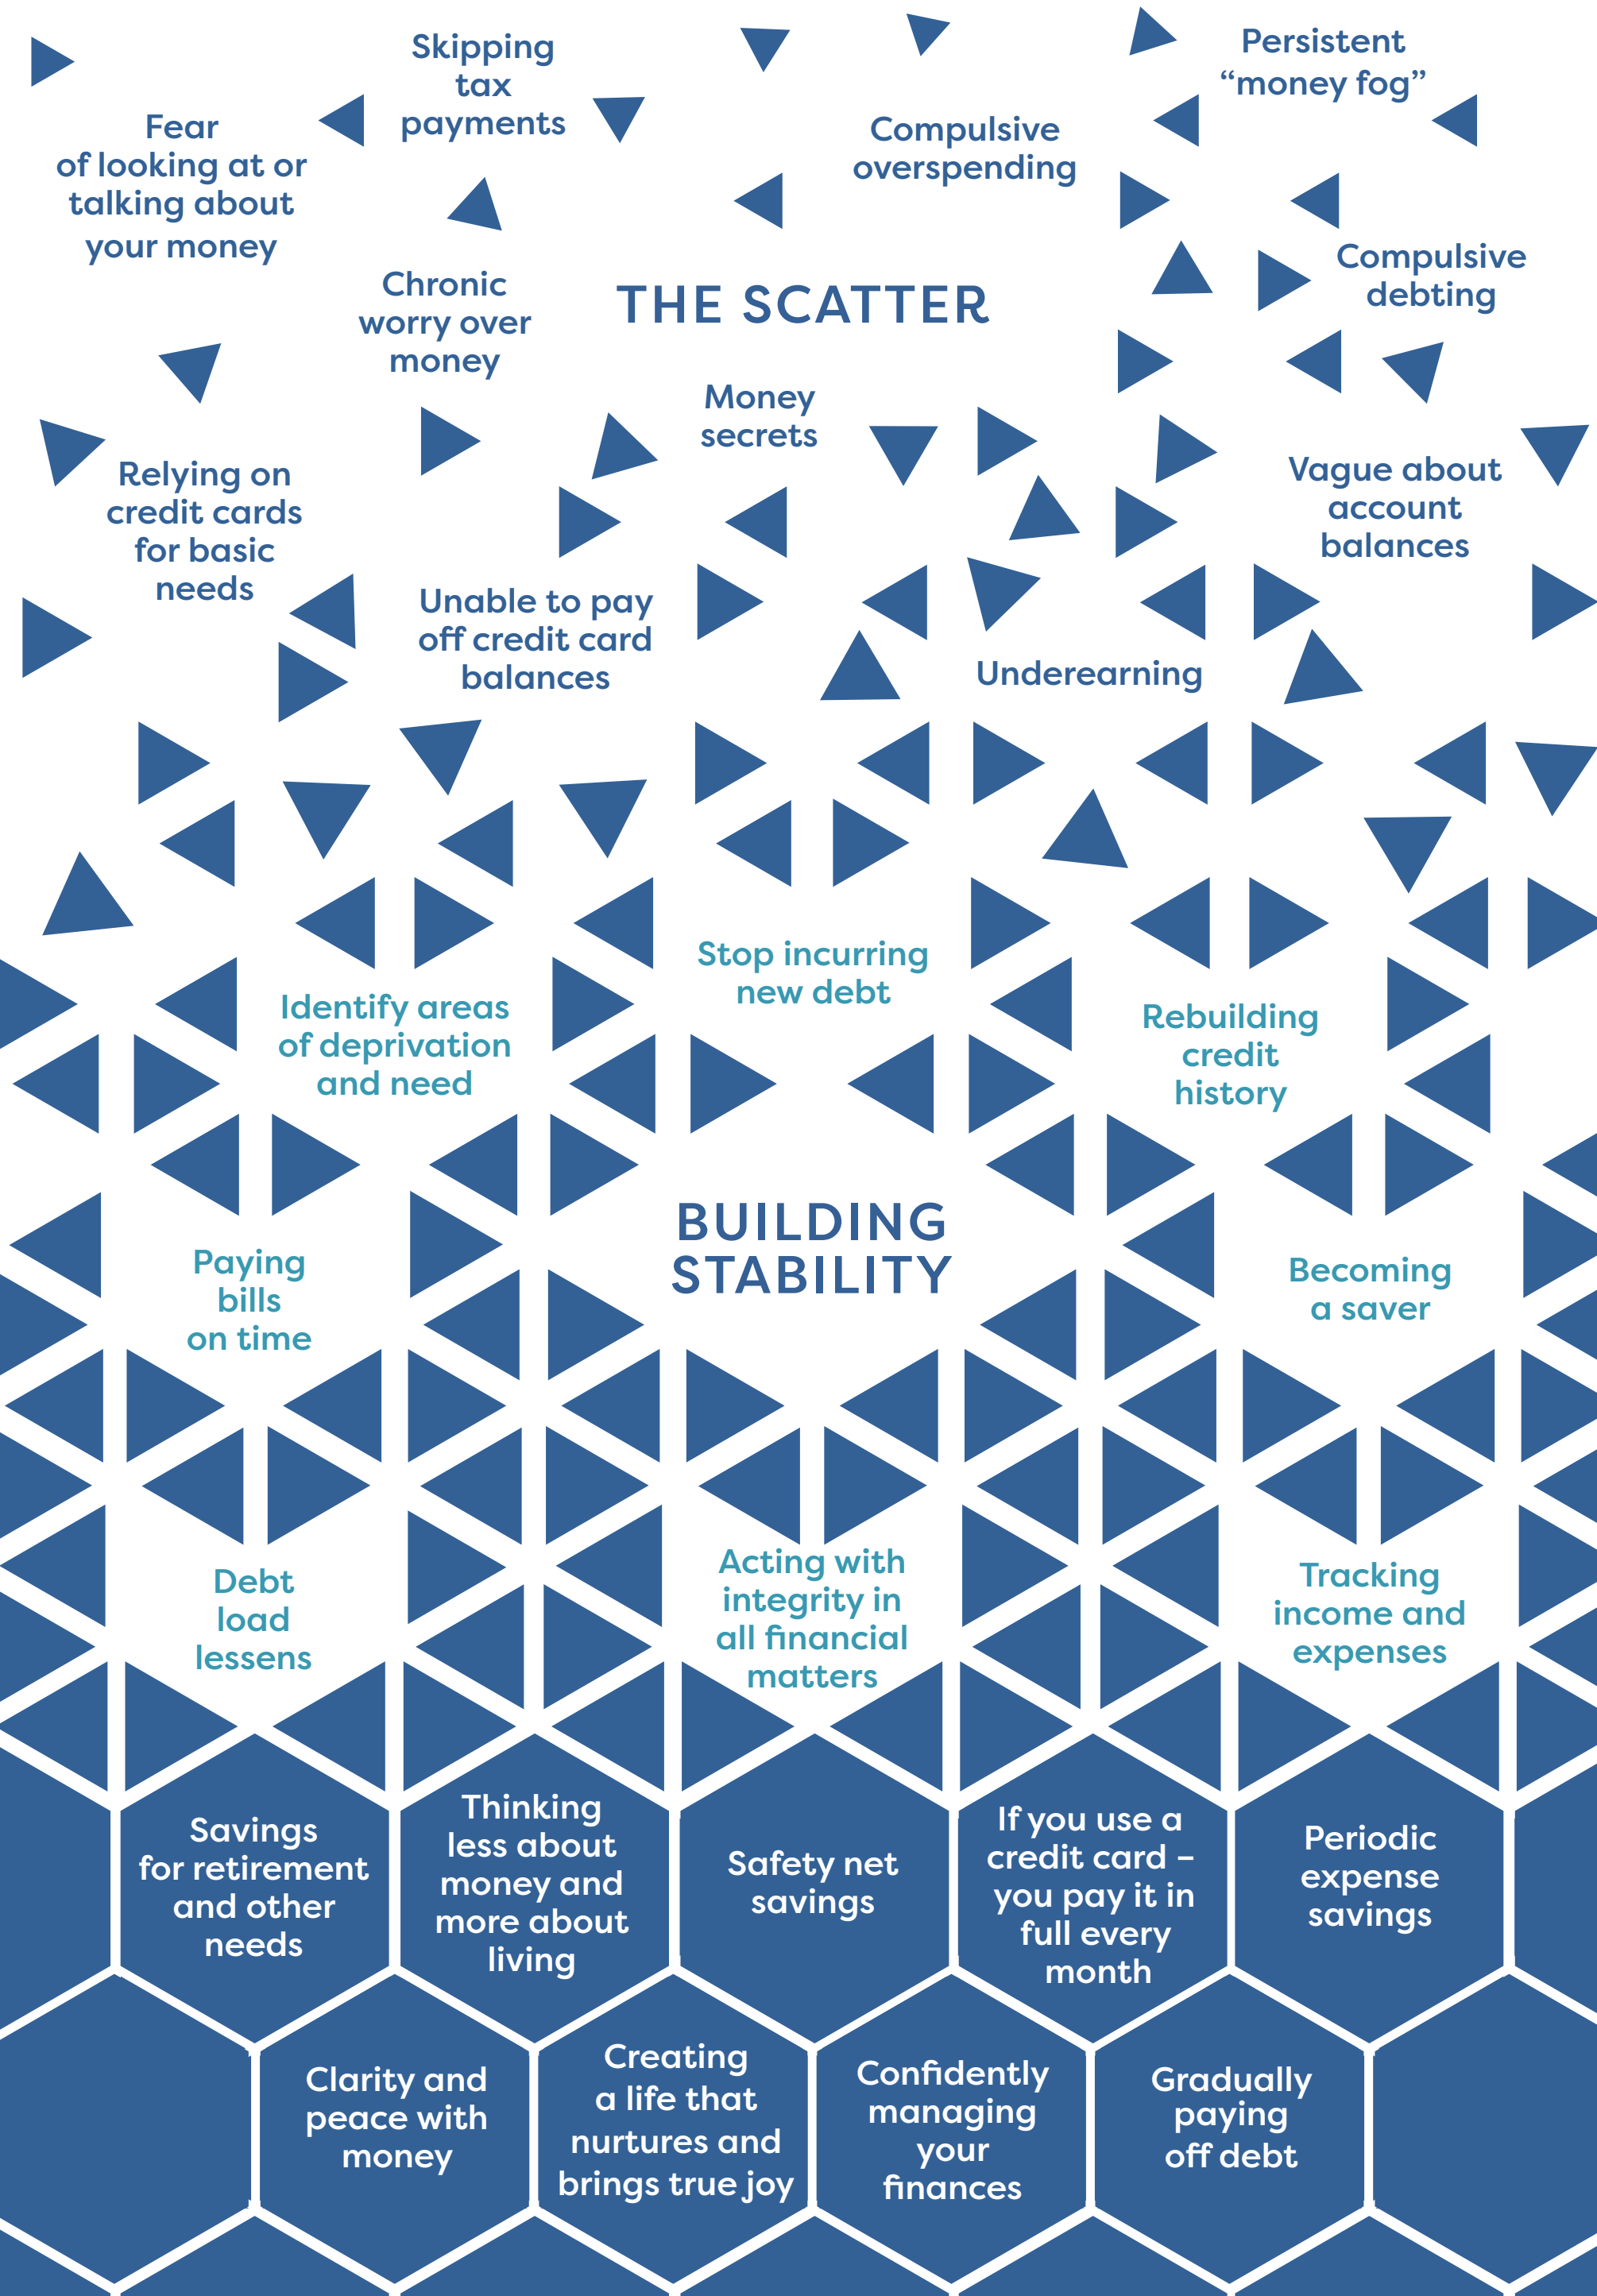 Skipping
tax
payments
Persistent
“money fog”
Fear
of looking at or
talking about
your money
Compulsive
overspending
Chronic
worry over
money
THE SCATTER
Compulsive
debting
Money
secrets
Relying on
credit cards
for basic
needs
Vague about
account
balances
Unable to pay
off credit card
balances
Underearning
Stop incurring
new debt
Identify areas
of deprivation
and need
Rebuilding
credit
history
BUILDING
STABILITY
Paying
bills
on time
Becoming
a saver
Debt
load
lessens
Acting with
integrity in
all financial
matters
Tracking
income and
expenses
Savings
for retirement
and other
needs
Thinking
less about
money and
more about
living
Safety net
savings
If you use a
credit card –
you pay it in
full every
month
Periodic
expense
savings
Clarity and
peace with
money
Creating
a life that
nurtures and
brings true joy
Confidently
managing
your
finances
Gradually
paying
off debt